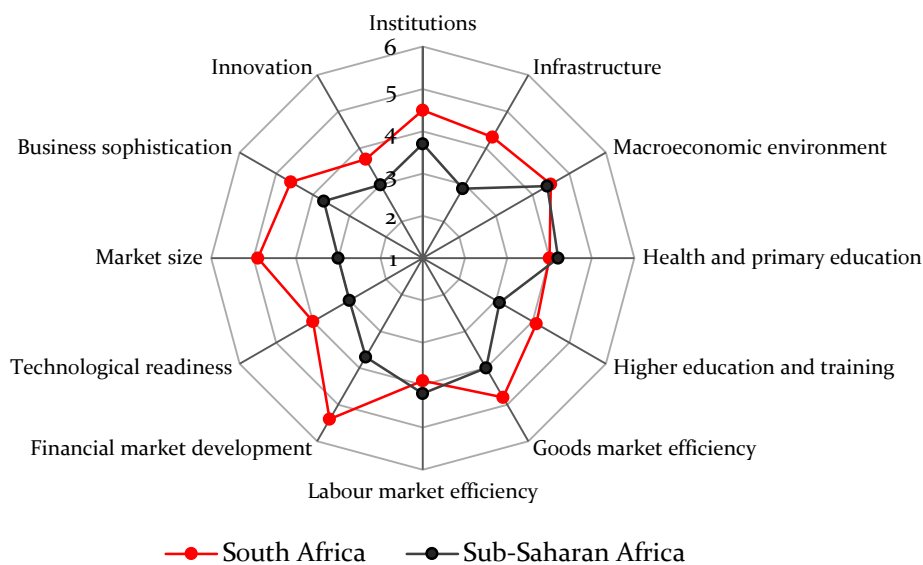 Institutions
6
Innovation
Infrastructure
5
4
Business sophistication
Macroeconomic environment
3
2
Market size
1
Health and primary education
Technological readiness
Higher education and training
Financial market development
Goods market efficiency
Labour market efficiency
South Africa
Sub-Saharan Africa